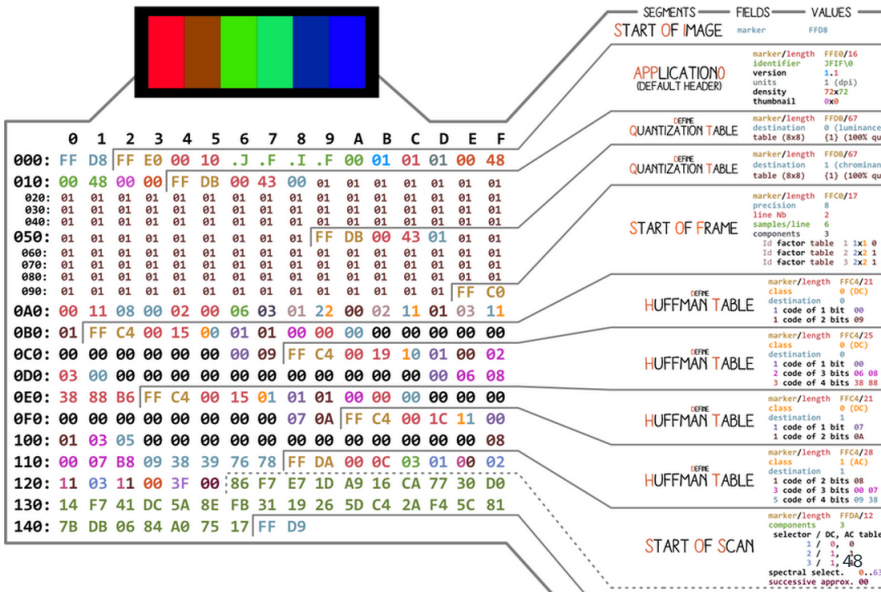 0 1 2 3 4 5 6 7 8 9 A B C D E F
000: FF D8 FF E0 00 10 .J .F .I .F 00 01 01 01 00 48
010: 00 48 00 00 FF DB 00 43 00 01 01 01 01 01 01 01
020: 01 01 01 01 01 01 01 01 01 01 01 01 01 01 01 01
030: 01 01 01 01 01 01 01 01 01 01 01 01 01 01 01 01
040: 01 01 01 01 01 01 01 01 01 01 01 01 01 01 01 01
050: 01 01 01 01 01 01 01 01 01 FF DB 00 43 01 01 01
060: 01 01 01 01 01 01 01 01 01 01 01 01 01 01 01 01
070: 01 01 01 01 01 01 01 01 01 01 01 01 01 01 01 01
080: 01 01 01 01 01 01 01 01 01 01 01 01 01 01 01 01
090: 01 01 01 01 01 01 01 01 01 01 01 01 01 01 FF C0
0A0: 00 11 08 00 02 00 06 03 01 22 00 02 11 01 03 11
0B0: 01 FF C4 00 15 00 01 01 00 00 00 00 00 00 00 00
0C0: 00 00 00 00 00 00 00 09 FF C4 00 19 10 01 00 02
0D0: 03 00 00 00 00 00 00 00 00 00 00 00 00 00 06 08
0E0: 38 88 B6 FF C4 00 15 01 01 01 00 00 00 00 00 00
0F0: 00 00 00 00 00 00 00 00 07 0A FF C4 00 1C 11 00
100: 01 03 05 00 00 00 00 00 00 00 00 00 00 00 00 08
110: 00 07 B8 09 38 39 76 78 FF DA 00 0C 03 01 00 02
120: 11 03 11 00 3F 00 86 F7 E7 1D A9 16 CA 77 30 D0
130: 14 F7 41 DC 5A 8E FB 31 19 26 5D C4 2A F4 5C 81
140: 7B DB 06 84 A0 75 17 FF D9
SEGMENTS FIELDS VALUES
START OF IMAGE marker FFD8
APPLICATION0
(DEFAULT HEADER)
marker/length FFE0/16
identifier JFIF\0
version 1.1
units 1 (dpi)
density 72x72
thumbnail 0x0
DEFINE
QUANTIZATION TABLE
marker/length FFDB/67
destination 0 (luminance
table (8x8) {1} (100% qu
DEFINE
QUANTIZATION TABLE
marker/length FFDB/67
destination 1 (chrominan
table (8x8) {1} (100% qu
START OF FRAME
marker/length FFC0/17
precision 8
line Nb 2
samples/line 6
components 3
Id factor table 1 1x1 0
Id factor table 2 2x2 1
Id factor table 3 2x2 1
DEFINE
HUFFMAN TABLE
marker/length FFC4/21
class 0 (DC)
destination 0
1 code of 1 bit 00
1 code of 2 bits 09
DEFINE
HUFFMAN TABLE
marker/length FFC4/25
class 0 (DC)
destination 0
1 code of 1 bit 00
2 code of 3 bits 06 08
3 code of 4 bits 38 88
DEFINE
HUFFMAN TABLE
marker/length FFC4/21
class 0 (DC)
destination 1
1 code of 1 bit 07
1 code of 2 bits 0A
DEFINE
HUFFMAN TABLE
marker/length FFC4/28
class 1 (AC)
destination 1
1 code of 2 bits 08
2 code of 3 bits 00 07
5 code of 4 bits 09 38
START OF SCAN
marker/length FFDA/12
components 3
selector / DC, AC table
1 / 0, 0
2 / 1,
3 / 1,
48
spectral select. 0..63
successive approx. 00